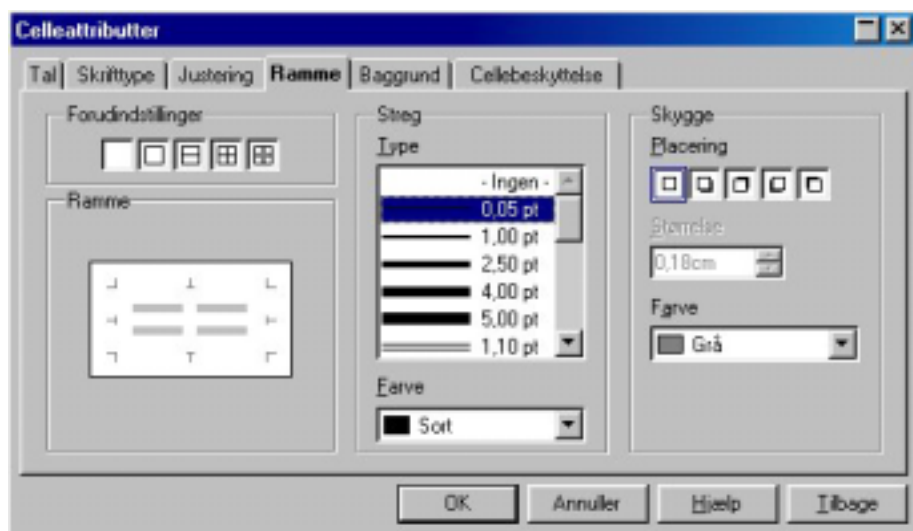 Celleattributter
Tal Skrifttype Justering Ramme Baggrund Cellebeskyttelse
Forudindstillinger
Ramme
Streg
Type
- Ingen -
0,05 pt
1,00 pt
2,50 pt
4,00 pt
5,00 pt
1,10 pt
Farve
Sort
Skygge
Placering
Størrelse
0,18cm
Farve
Grå
OK Annuller Hjælp Tilbage